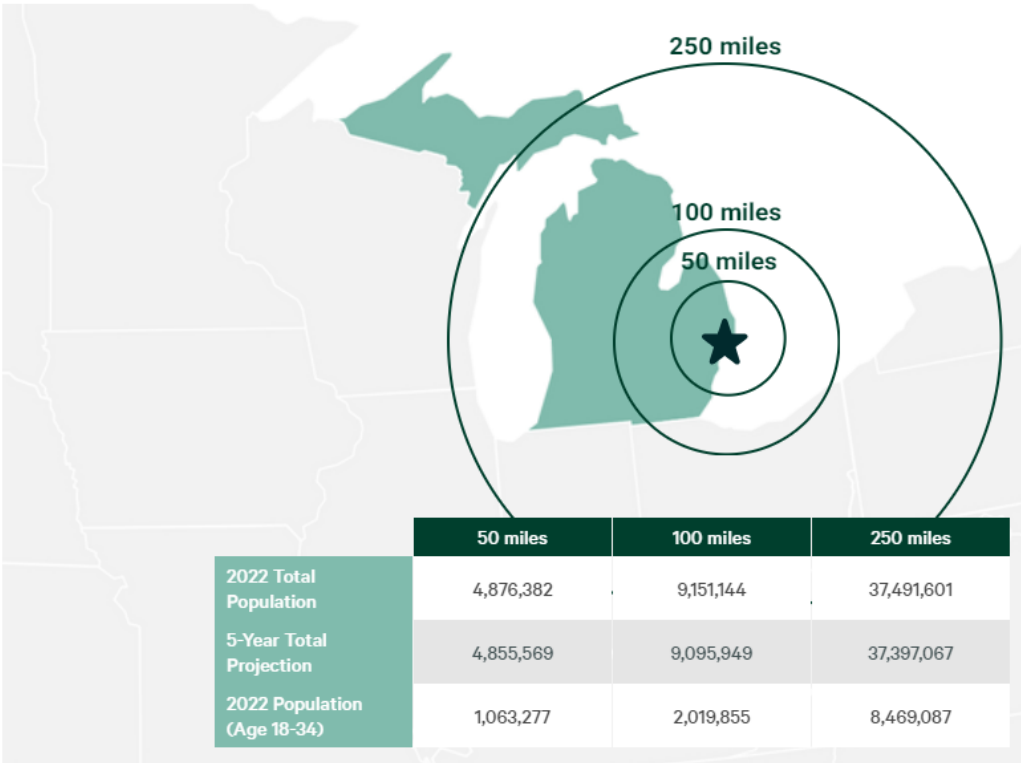 250 miles
100 miles
50 miles
50 miles 100 miles 250 miles
2022 Total
Population
4,876,382 9,151,144 37,491,601
5-Year Total
Projection
4,855,569 9,095,949 37,397,067
2022 Population
(Age 18-34)
1,063,277 2,019,855 8,469,087